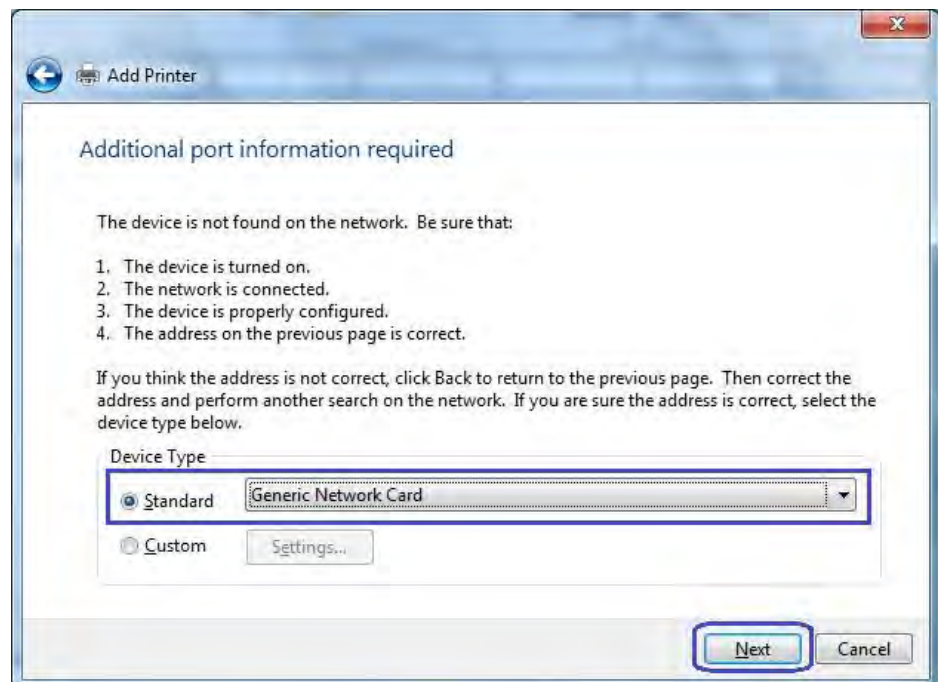 Add Printer
Additional port information required
The device is not found on the network. Be sure that:
1. The device is turned on.
2. The network is connected.
3. The device is properly configured.
4. The address on the previous page is correct.
If you think the address is not correct, click Back to return to the previous page. Then correct the
address and perform another search on the network. If you are sure the address is correct, select the
device type below.
Device Type
Standard Generic Network Card
Custom Settings...
Next Cancel